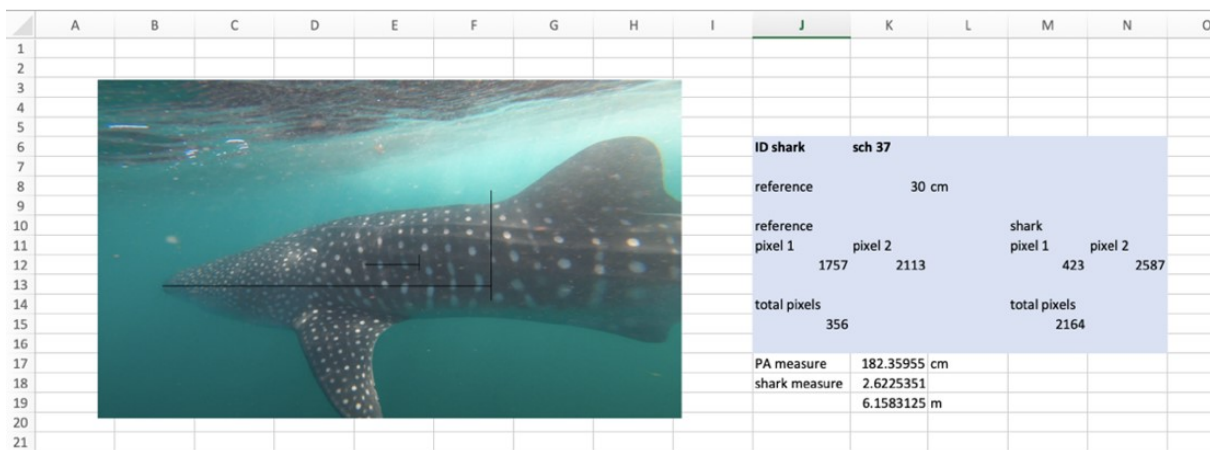 A B C D E F G H I J K L M N O
1
2
3
4
5
6 ID shark sch 37
7
8 reference 30 cm
9
10 reference shark
11 pixel 1 pixel 2 pixel 1 pixel 2
12 1757 2113 423 2587
13
14 total pixels total pixels
15 356 2164
16
17 PA measure 182.35955 cm
18 shark measure 2.6225351
19 6.1583125 m
20
21